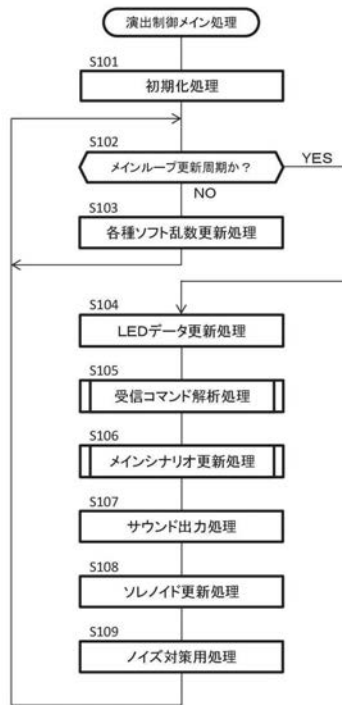 演出制御メイン処理
S101
初期化処理
S102
メインループ更新周期か？
YES
NO
S103
各種ソフト乱数更新処理
S104
LEDデータ更新処理
S105
受信コマンド解析処理
S106
メインシナリオ更新処理
S107
サウンド出力処理
S108
ソレノイド更新処理
S109
ノイズ対策用処理